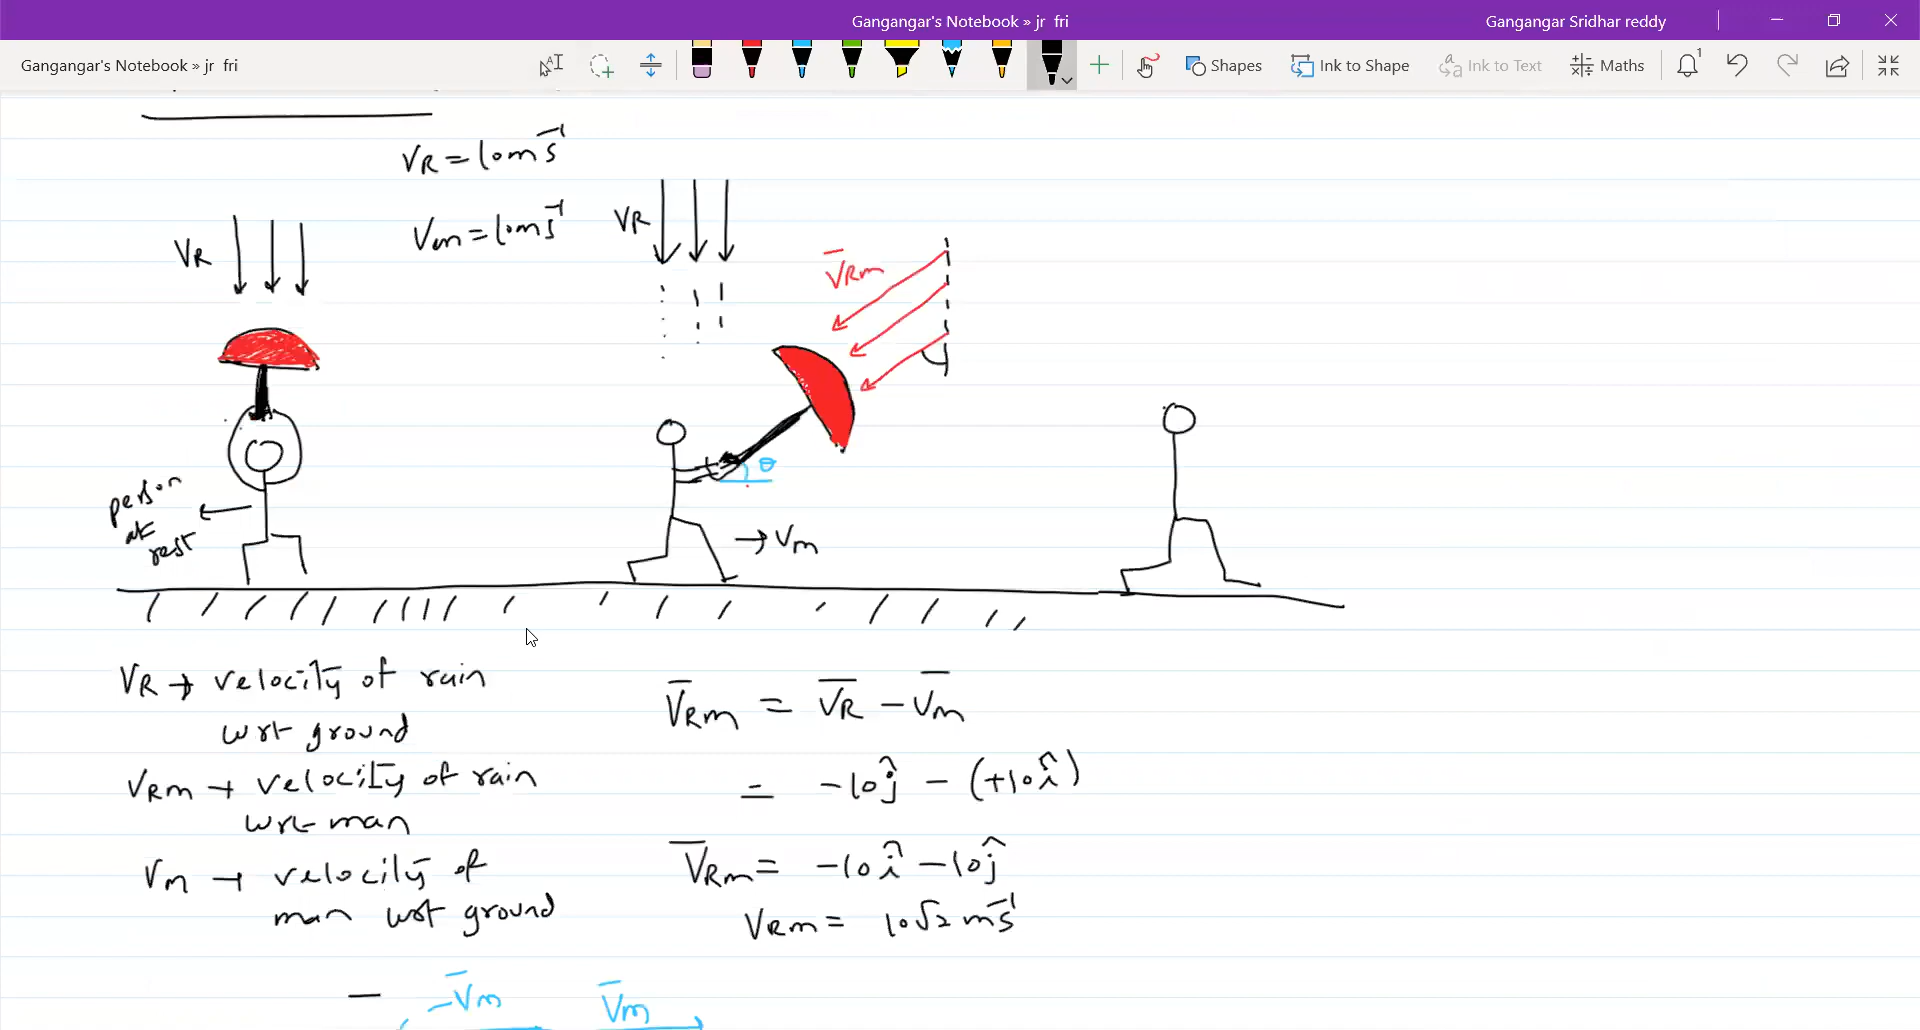 Gangangar's Notebook » jr fri
Gangangar Sridhar reddy
Gangangar's Notebook » jr fri
Shapes
Ink to Shape
Ink to Text
Maths
1
VR = 10ms⁻¹
Vm = 10ms⁻¹
VR
VR
V̅Rm
θ
person
at
rest
→ Vm
VR → velocity of rain
wrt ground
VRm → velocity of rain
wrt man
Vm → velocity of
man wrt ground
V̅Rm = V̅R - V̅m
= -10ĵ - (+10î)
V̅Rm = -10î - 10ĵ
VRm = 10√2 ms⁻¹
-V̅m
V̅m